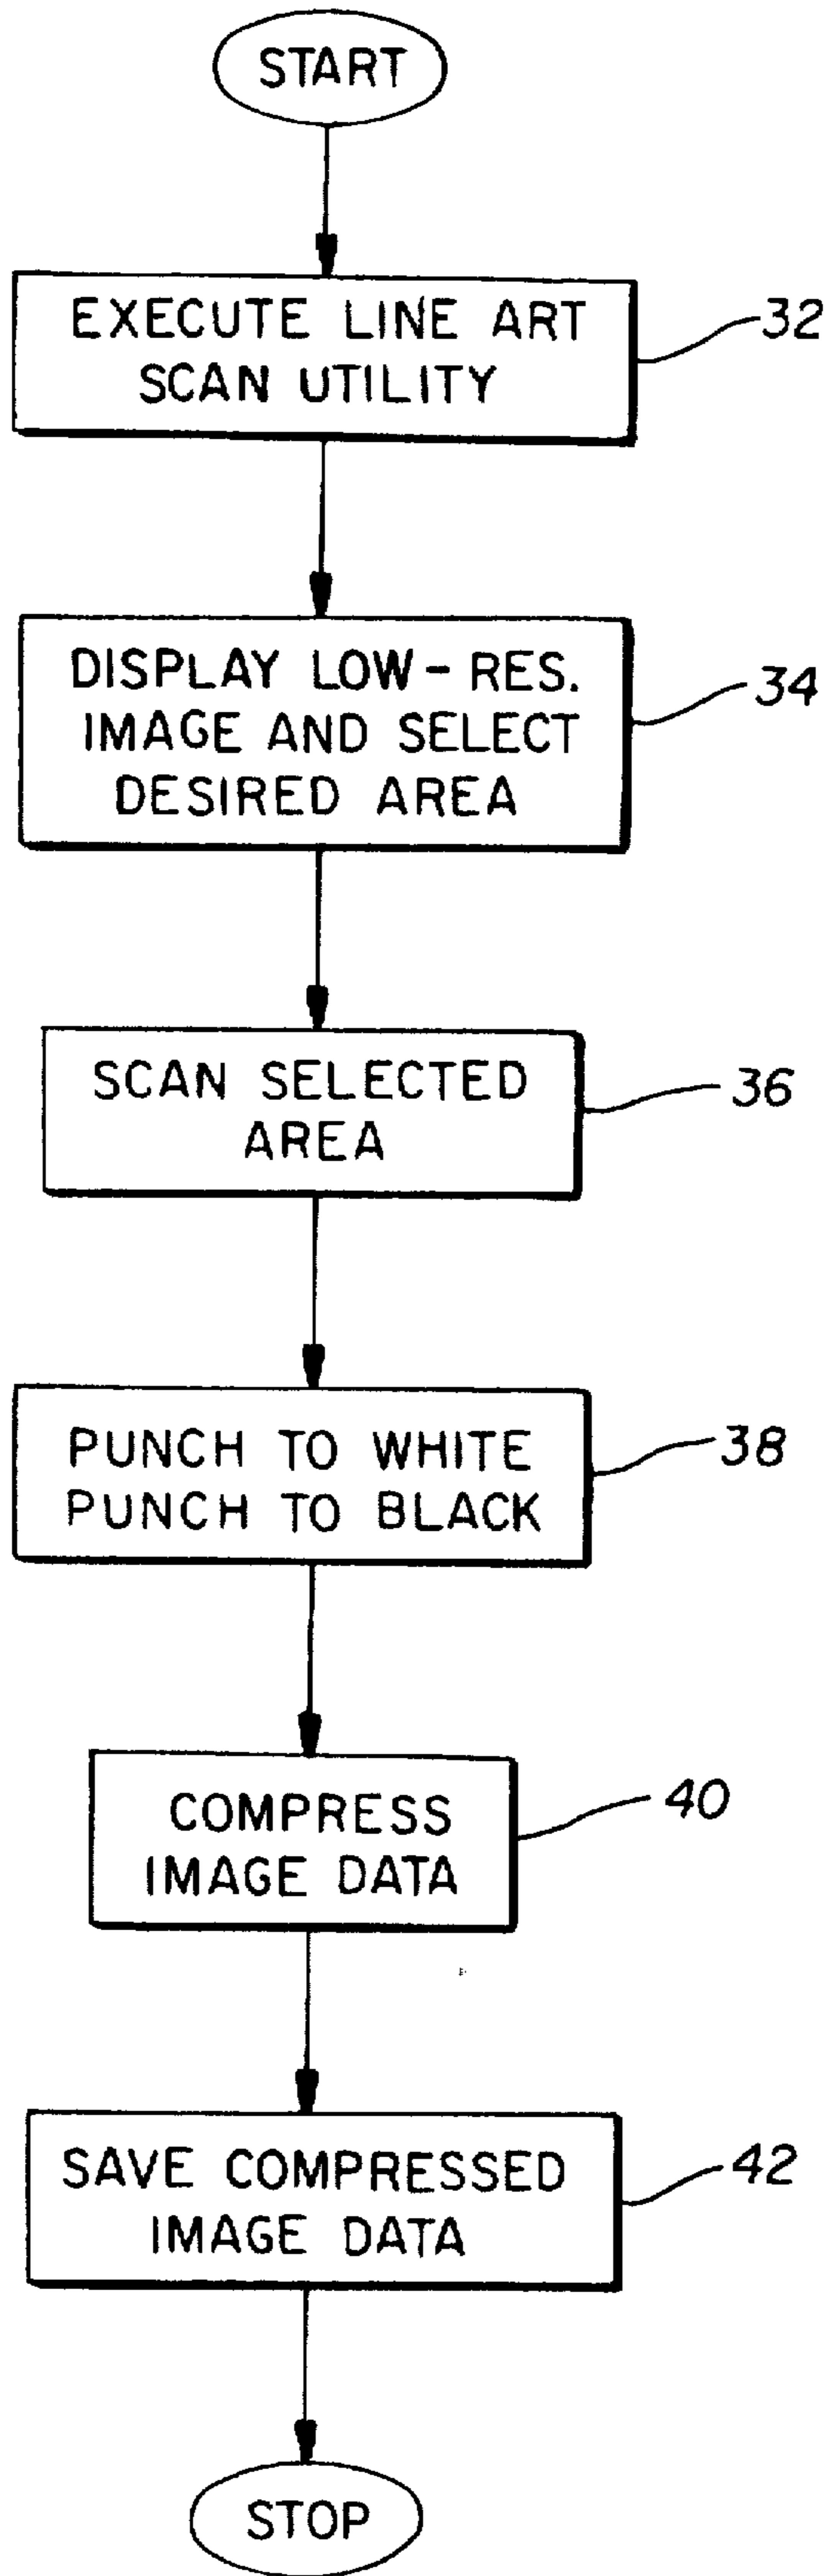 START
EXECUTE LINE ART
SCAN UTILITY
32
DISPLAY LOW-RES.
IMAGE AND SELECT
DESIRED AREA
34
SCAN SELECTED
AREA
36
PUNCH TO WHITE
PUNCH TO BLACK
38
COMPRESS
IMAGE DATA
40
SAVE COMPRESSED
IMAGE DATA
42
STOP